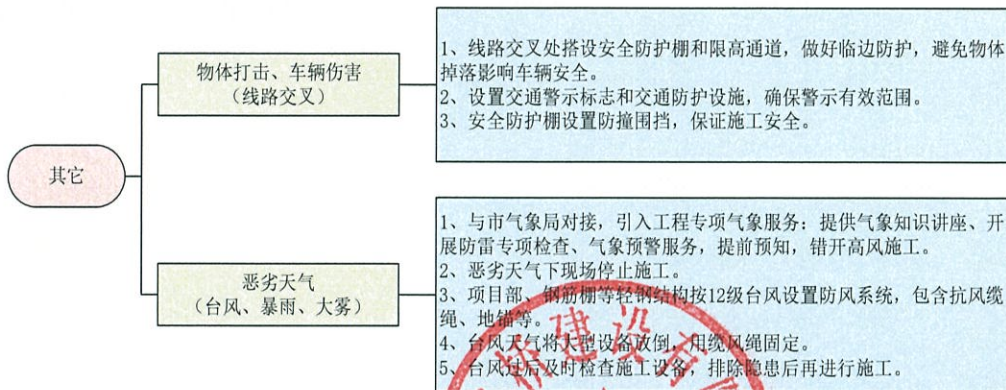 其它
物体打击、车辆伤害
（线路交叉）
1、线路交叉处搭设安全防护棚和限高通道，做好临边防护，避免物体
掉落影响车辆安全。
2、设置交通警示标志和交通防护设施，确保警示有效范围。
3、安全防护棚设置防撞围挡，保证施工安全。
恶劣天气
（台风、暴雨、大雾）
1、与市气象局对接，引入工程专项气象服务：提供气象知识讲座、开
展防雷专项检查、气象预警服务，提前预知，错开高风施工。
2、恶劣天气下现场停止施工。
3、项目部、钢筋棚等轻钢结构按12级台风设置防风系统，包含抗风缆
绳、地锚等。
4、台风天气将大型设备放倒，用缆风绳固定。
5、台风过后及时检查施工设备，排除隐患后再进行施工。
桥建设有